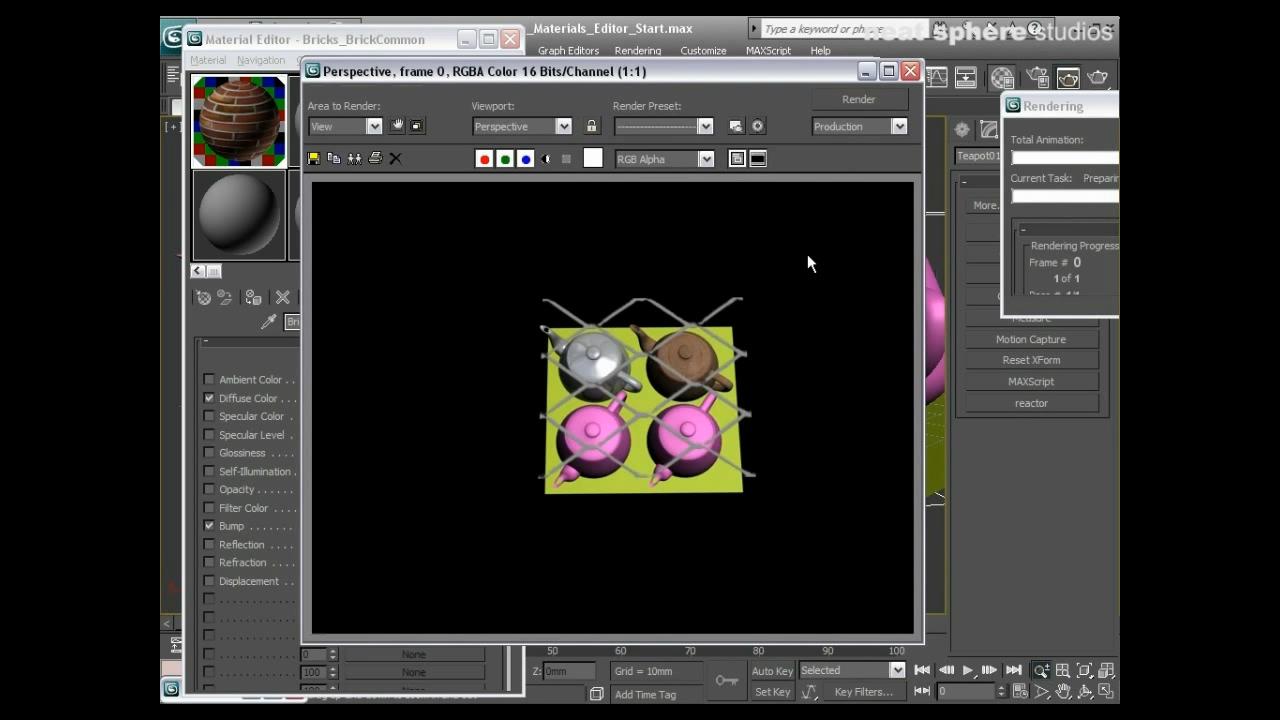 Material Editor - Bricks_BrickCommon
_Materials_Editor_Start.max
Type a keyword or
sphere studios
Material Navigation
Graph Editors Rendering Customize MAXScript Help
Perspective, frame 0, RGBA Color 16 Bits/Channel (1:1)
Area to Render:
View
Viewport:
Perspective
Render Preset:
Render
Production
RGB Alpha
Rendering
Total Animation:
Current Task: Preparin
Rendering Progress
Frame # 0
1 of 1
Teapot01
More.
Measure
Motion Capture
Reset XForm
MAXScript
reactor
Bri
Ambient Color . .
Diffuse Color . . .
Specular Color . .
Specular Level . .
Glossiness . . . .
Self-Illumination .
Opacity . . . . . .
Filter Color . . .
Bump . . . . . . .
Reflection . . . .
Refraction . . . .
Displacement . .
0 None
100 None
50 60 70 80 90 100
Z: 0mm
Grid = 10mm
Add Time Tag
Auto Key
Selected
Set Key
Key Filters...
0